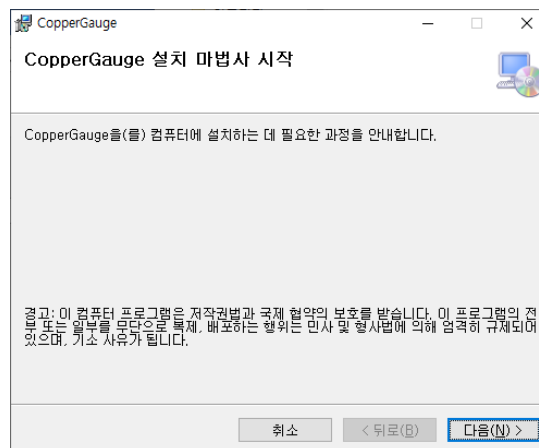 CopperGauge
CopperGauge 설치 마법사 시작
CopperGauge을(를) 컴퓨터에 설치하는 데 필요한 과정을 안내합니다.
경고: 이 컴퓨터 프로그램은 저작권법과 국제 협약의 보호를 받습니다. 이 프로그램의 전
부 또는 일부를 무단으로 복제, 배포하는 행위는 민사 및 형사법에 의해 엄격히 규제되어
있으며, 기소 사유가 됩니다.
취소 < 뒤로(B) 다음(N) >